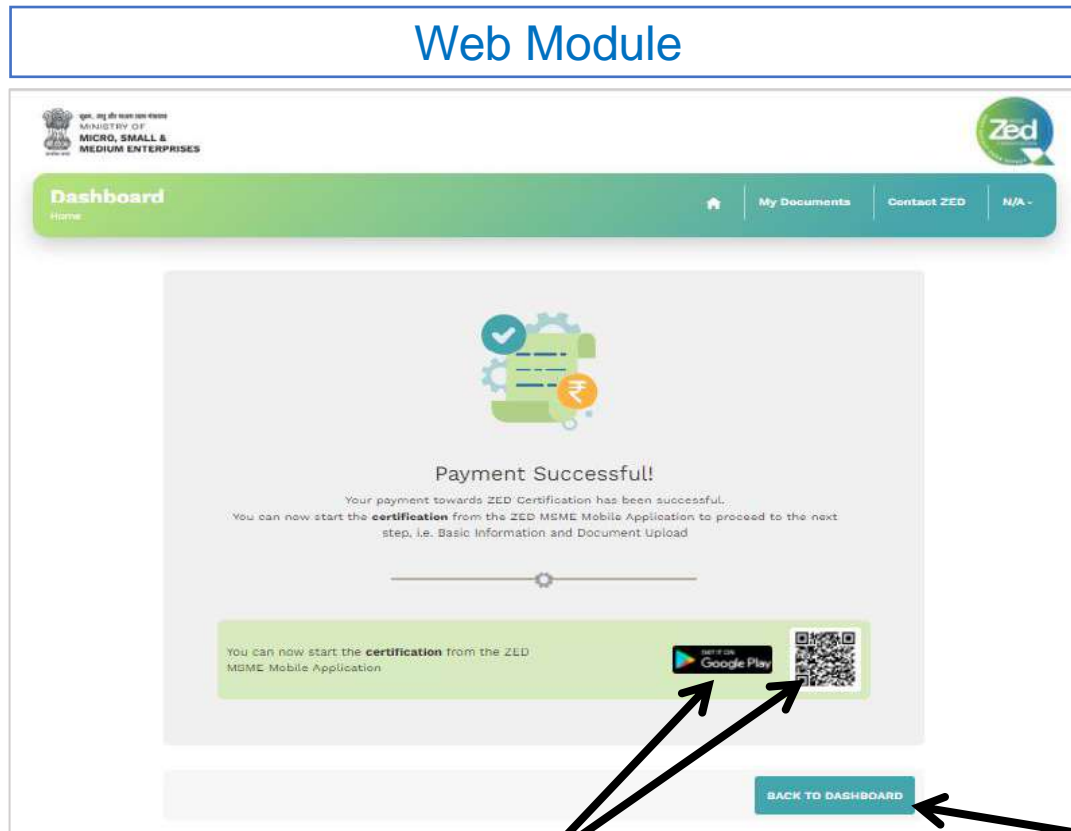 Web Module
MINISTRY OF
MICRO, SMALL &
MEDIUM ENTERPRISES
Zed
Dashboard
Home
My Documents
Contact ZED
N/A
Payment Successful!
Your payment towards ZED Certification has been successful.
You can now start the certification from the ZED MSME Mobile Application to proceed to the next
step, i.e. Basic Information and Document Upload
You can now start the certification from the ZED
MSME Mobile Application
GET IT ON
Google Play
BACK TO DASHBOARD